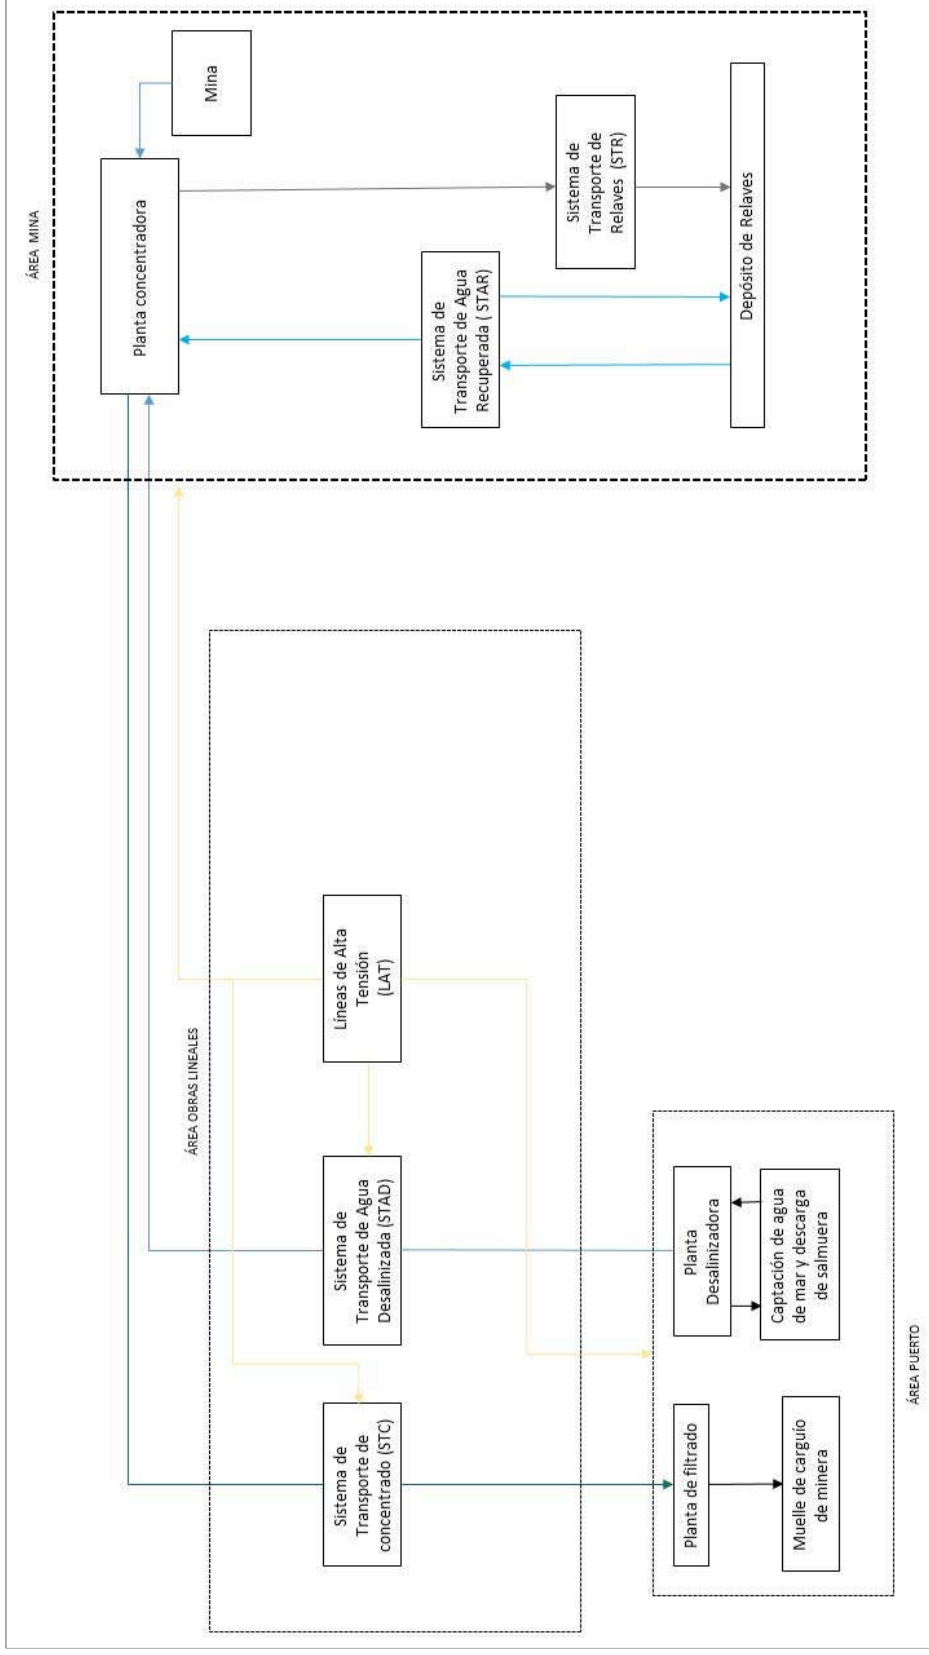 ÁREA MINA
Mina
Planta concentradora
Sistema de
Transporte de
Relaves (STR)
Sistema de
Transporte de Agua
Recuperada ( STAR)
Depósito de Relaves
ÁREA OBRAS LINEALES
Líneas de Alta
Tensión
(LAT)
Sistema de
Transporte de Agua
Desalinizada (STAD)
Sistema de
Transporte de
concentrado (STC)
Planta
Desalinizadora
Captación de agua
de mar y descarga
de salmuera
Planta de filtrado
Muelle de carguío
de minera
ÁREA PUERTO